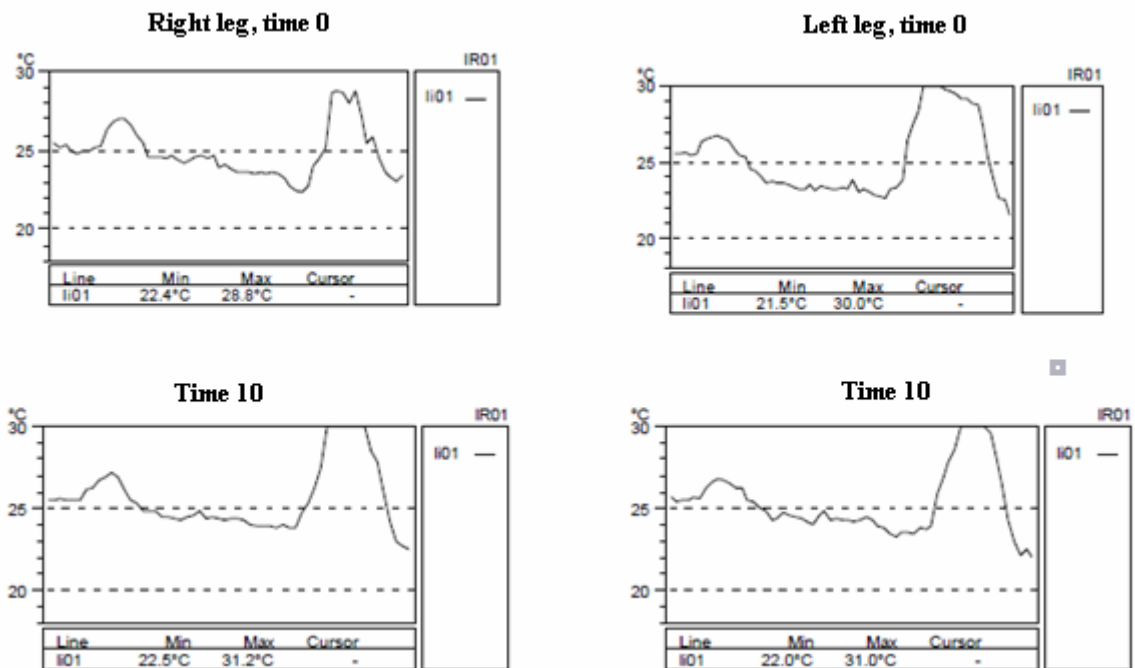 Right leg, time 0
°C
IR01
30
25
20
li01
Line Min Max Cursor
li01 22.4°C 28.8°C -
Left leg, time 0
°C
IR01
30
25
20
li01
Line Min Max Cursor
li01 21.5°C 30.0°C -
Time 10
°C
IR01
30
25
20
li01
Line Min Max Cursor
li01 22.5°C 31.2°C -
Time 10
°C
IR01
30
25
20
li01
Line Min Max Cursor
li01 22.0°C 31.0°C -